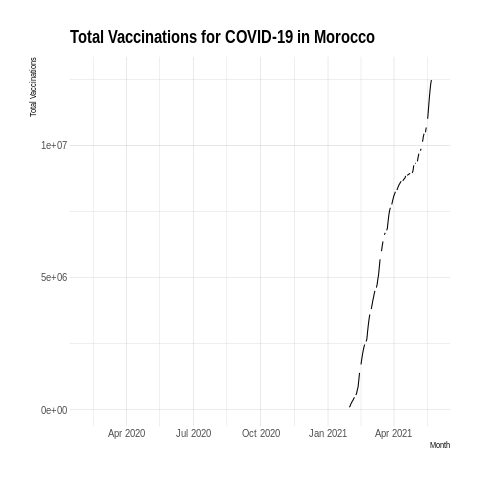 Total Vaccinations for COVID-19 in Morocco
Total Vaccinations
1e+07
5e+06
0e+00
Apr 2020
Jul 2020
Oct 2020
Jan 2021
Apr 2021
Month